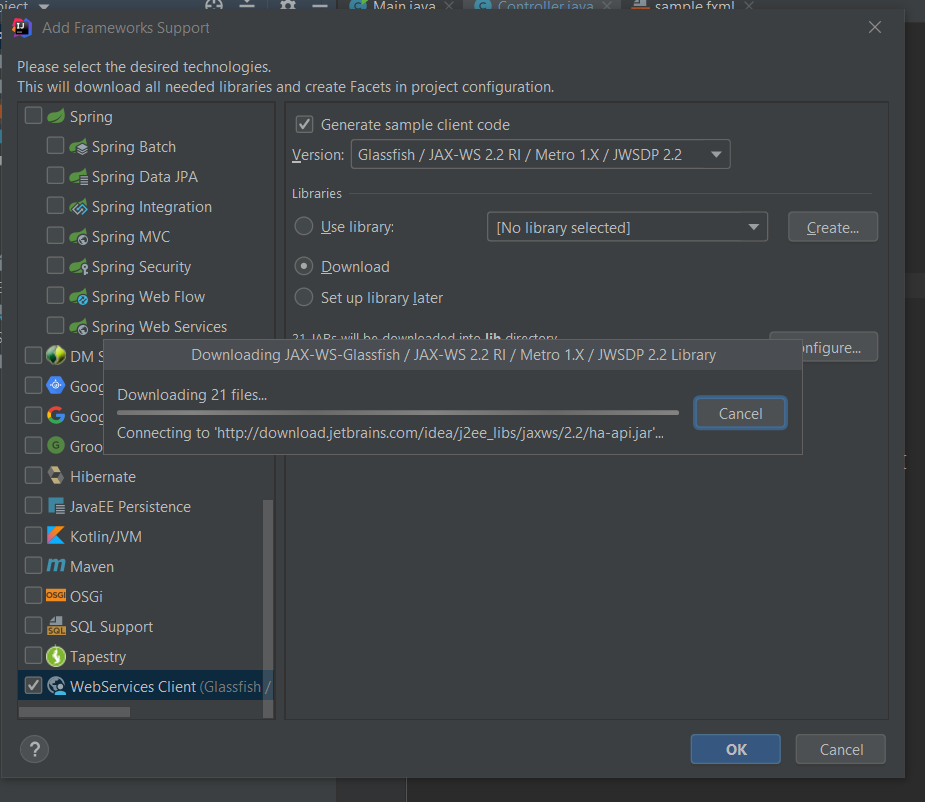 Main.java
Controller.java
sample.fxml
Add Frameworks Support
Please select the desired technologies.
This will download all needed libraries and create Facets in project configuration.
Spring
Spring Batch
Spring Data JPA
Spring Integration
Spring MVC
Spring Security
Spring Web Flow
Spring Web Services
DM S
Goog
Goog
Groo
Hibernate
JavaEE Persistence
Kotlin/JVM
Maven
OSGi
SQL Support
Tapestry
WebServices Client (Glassfish /
Generate sample client code
Version: Glassfish / JAX-WS 2.2 RI / Metro 1.X / JWSDP 2.2
Libraries
Use library: [No library selected] Create...
Download
Set up library later
21 JARs will be downloaded into lib directory
onfigure...
Downloading JAX-WS-Glassfish / JAX-WS 2.2 RI / Metro 1.X / JWSDP 2.2 Library
Downloading 21 files...
Cancel
Connecting to 'http://download.jetbrains.com/idea/j2ee_libs/jaxws/2.2/ha-api.jar'...
?
OK
Cancel